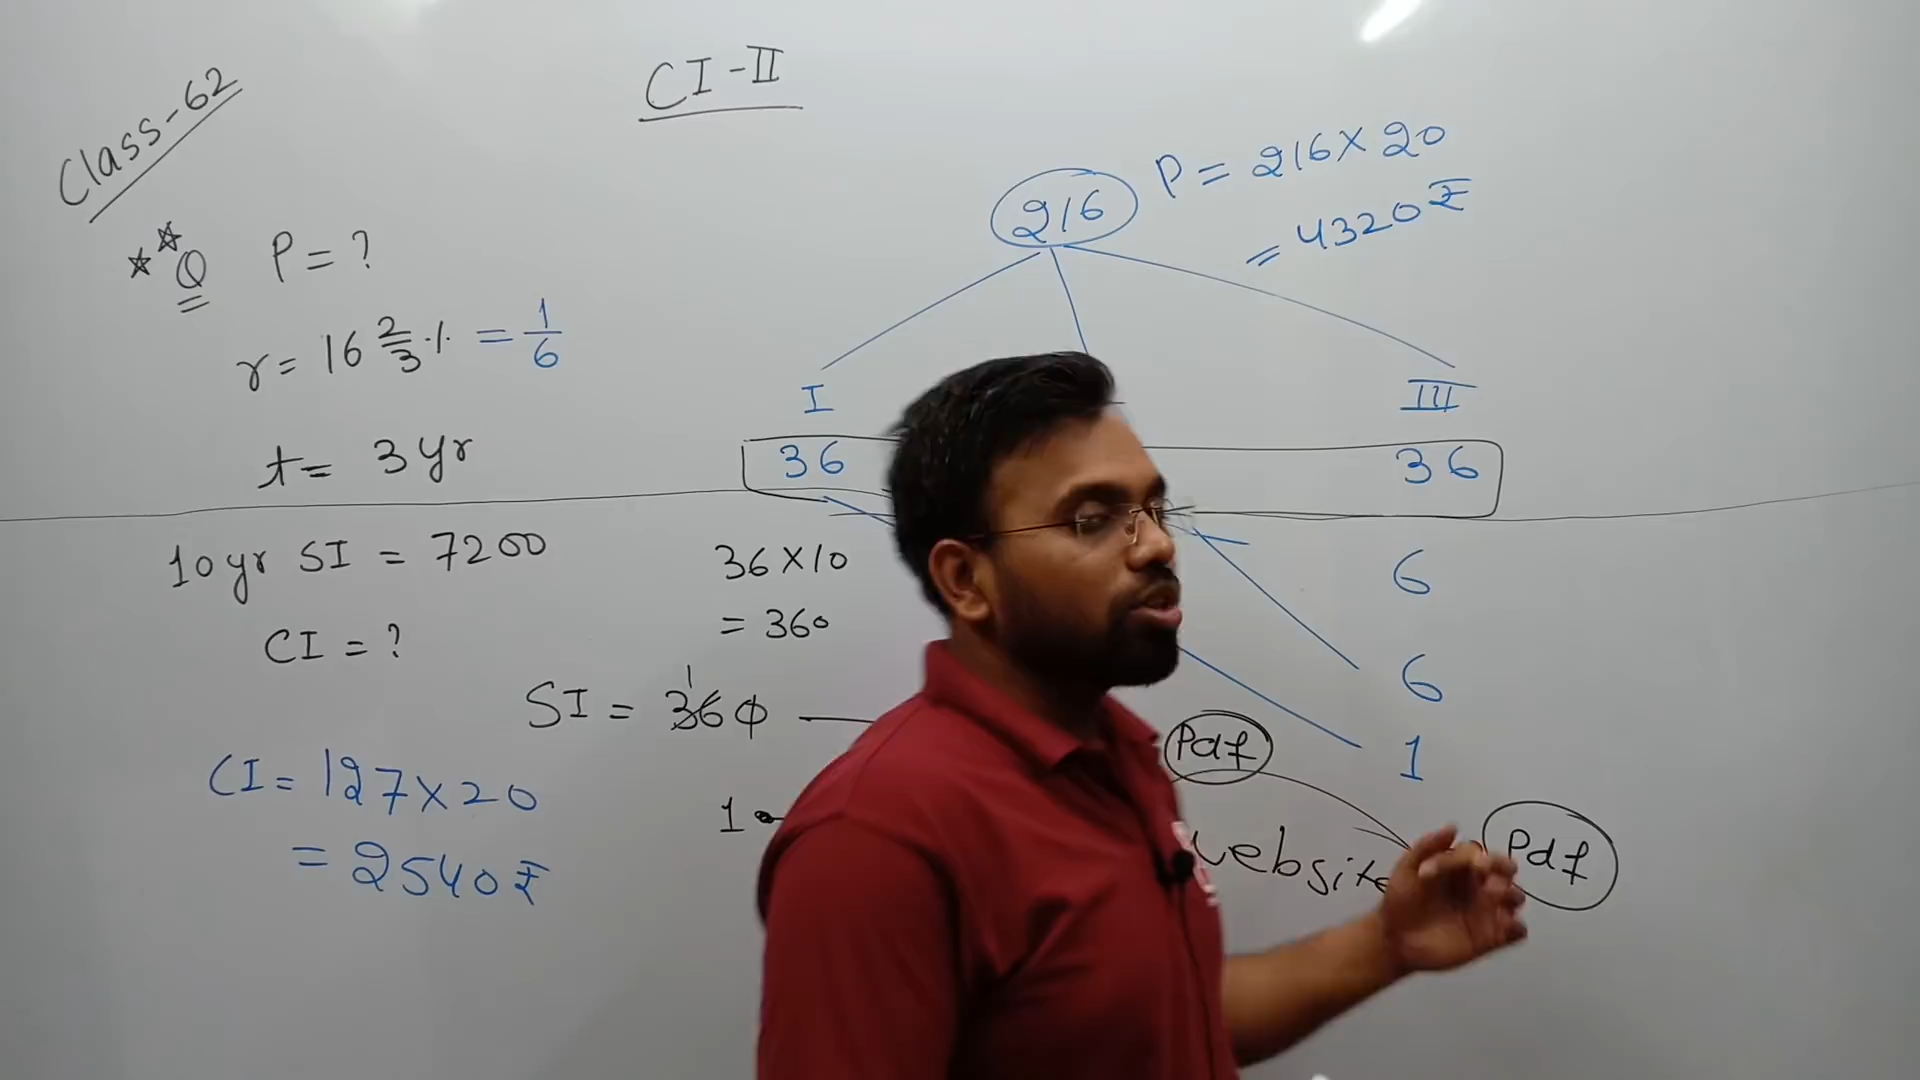 Class-62
CI-II
Q P = ?
r = 16 2/3 % = 1/6
t = 3 yr
10 yr SI = 7200
CI = ?
CI = 127 × 20
= 2540 ₹
216
P = 216 × 20
= 4320 ₹
I III
36 36
36 × 10
= 360
6
6
1
SI = 360
1
1
Pdf
website
Pdf